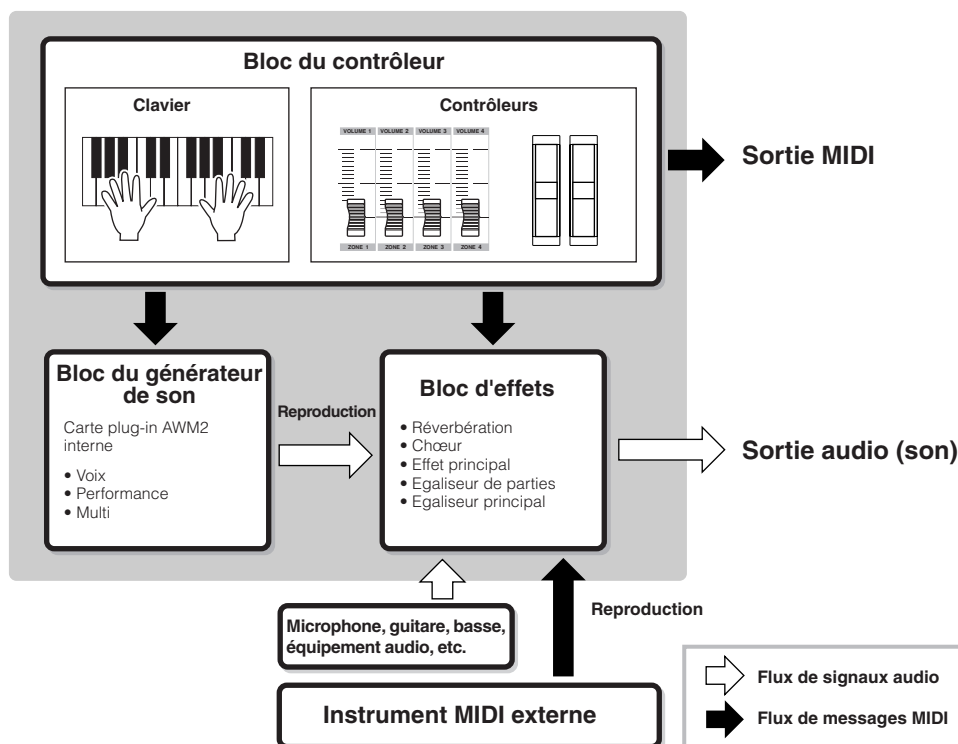 Bloc du contrôleur
Clavier
Contrôleurs
VOLUME 1 VOLUME 2 VOLUME 3 VOLUME 4
ZONE 1 ZONE 2 ZONE 3 ZONE 4
Sortie MIDI
Bloc du générateur
de son
Carte plug-in AWM2
interne
• Voix
• Performance
• Multi
Reproduction
Bloc d'effets
• Réverbération
• Chœur
• Effet principal
• Egaliseur de parties
• Egaliseur principal
Sortie audio (son)
Microphone, guitare, basse,
équipement audio, etc.
Reproduction
Instrument MIDI externe
Flux de signaux audio
Flux de messages MIDI